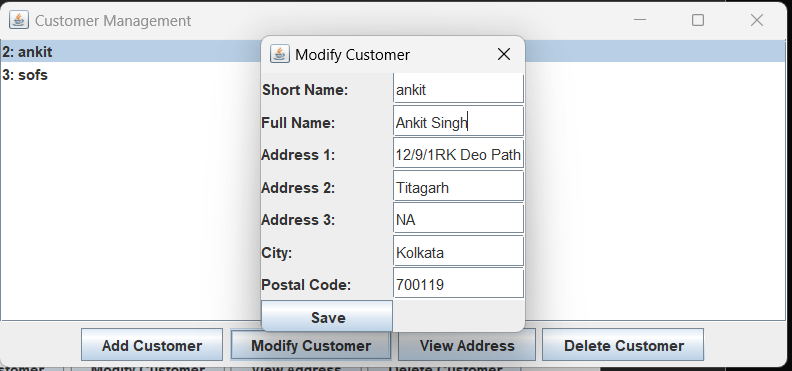 Customer Management
2: ankit
3: sofs
Modify Customer
Short Name: ankit
Full Name: Ankit Singh
Address 1: 12/9/1RK Deo Path
Address 2: Titagarh
Address 3: NA
City: Kolkata
Postal Code: 700119
Save
Add Customer Modify Customer View Address Delete Customer